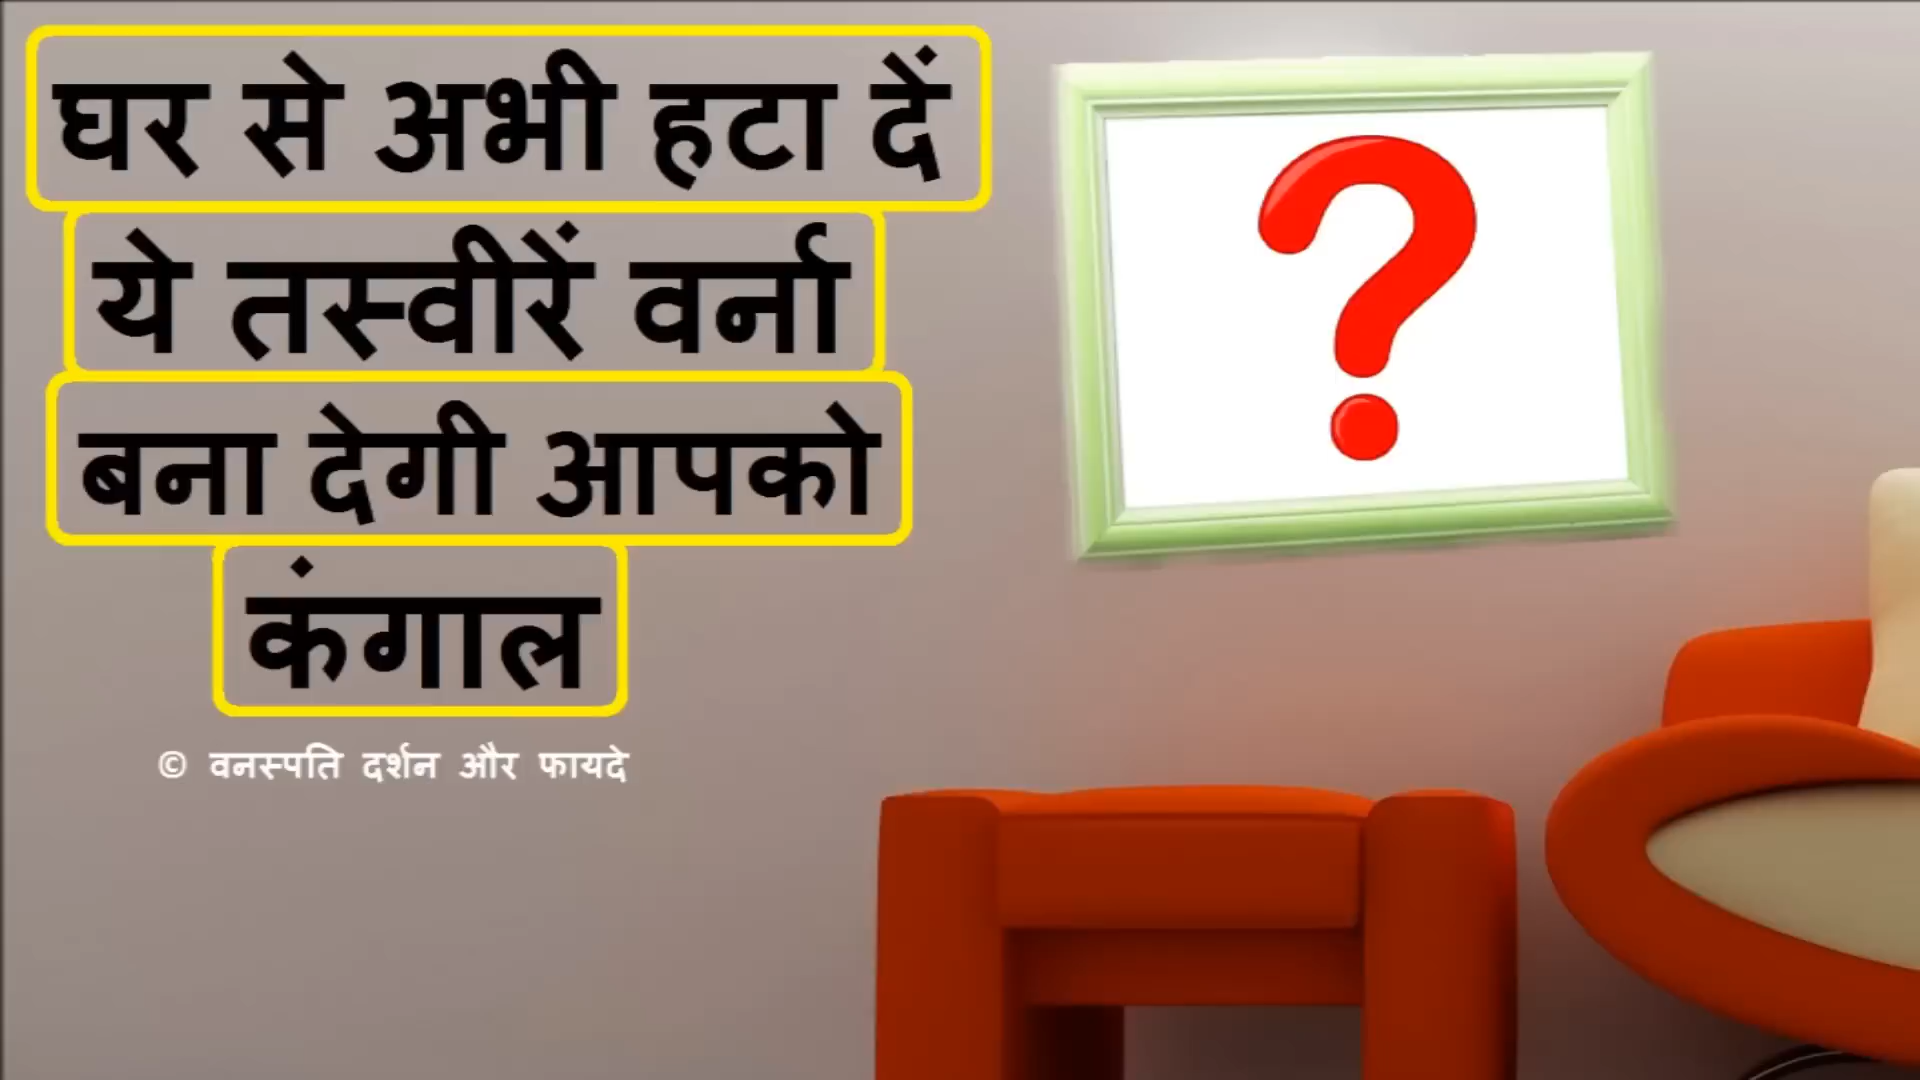 घर से अभी हटा दें
ये तस्वीरें वर्ना
बना देगी आपको
कंगाल
© वनस्पति दर्शन और फायदे
?